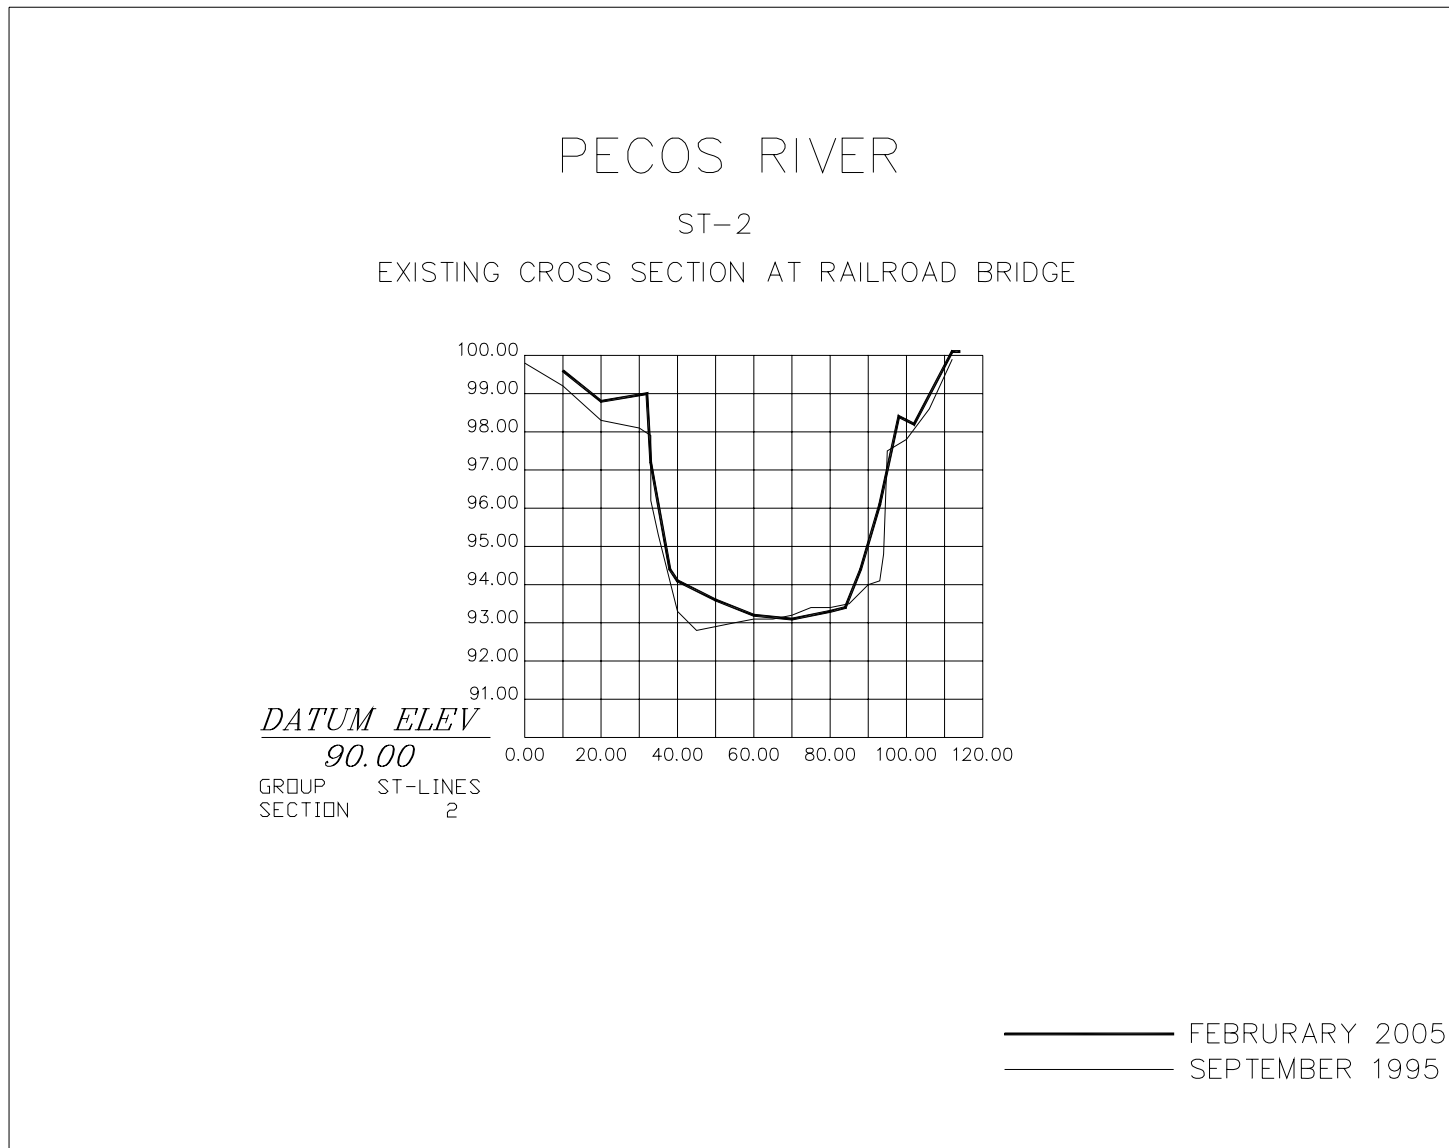 PECOS RIVER
ST-2
EXISTING CROSS SECTION AT RAILROAD BRIDGE
100.00
99.00
98.00
97.00
96.00
95.00
94.00
93.00
92.00
91.00
DATUM ELEV
90.00
0.00 20.00 40.00 60.00 80.00 100.00 120.00
GROUP ST-LINES
SECTION 2
FEBRURARY 2005
SEPTEMBER 1995